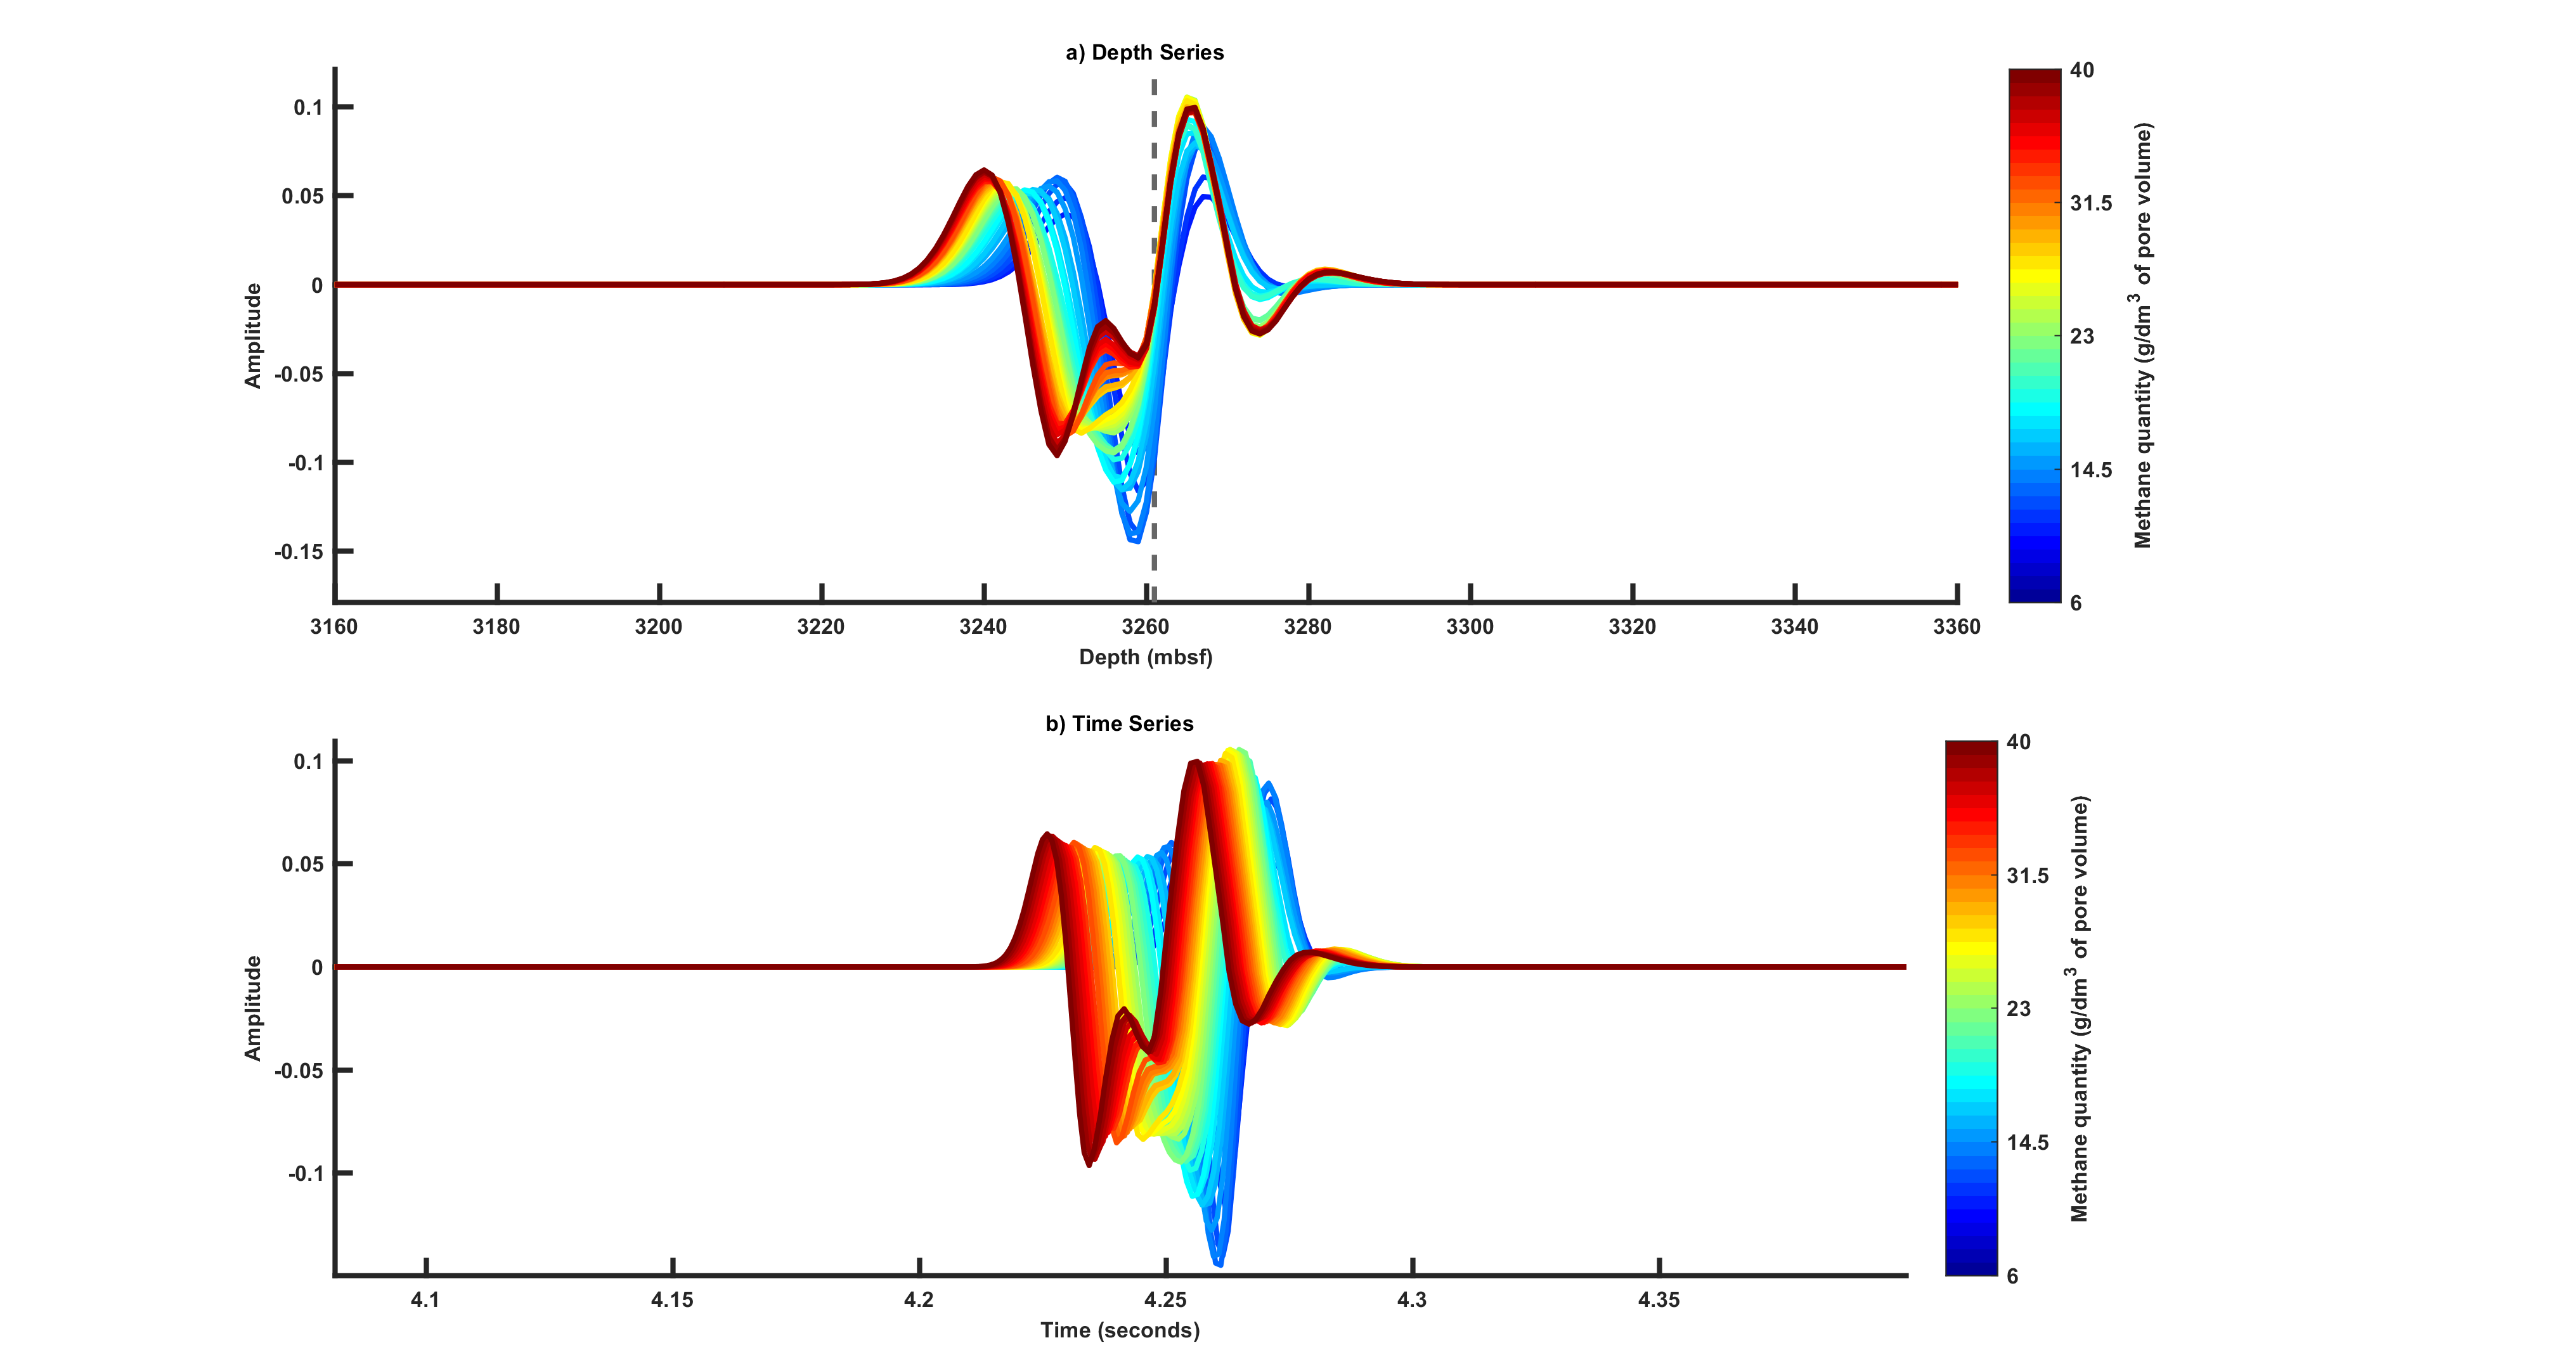 a) Depth Series
0.1
0.05
0
-0.05
-0.1
-0.15
Amplitude
3160 3180 3200 3220 3240 3260 3280 3300 3320 3340 3360
Depth (mbsf)
40
31.5
23
14.5
6
Methane quantity (g/dm³ of pore volume)
b) Time Series
0.1
0.05
0
-0.05
-0.1
Amplitude
4.1 4.15 4.2 4.25 4.3 4.35
Time (seconds)
40
31.5
23
14.5
6
Methane quantity (g/dm³ of pore volume)